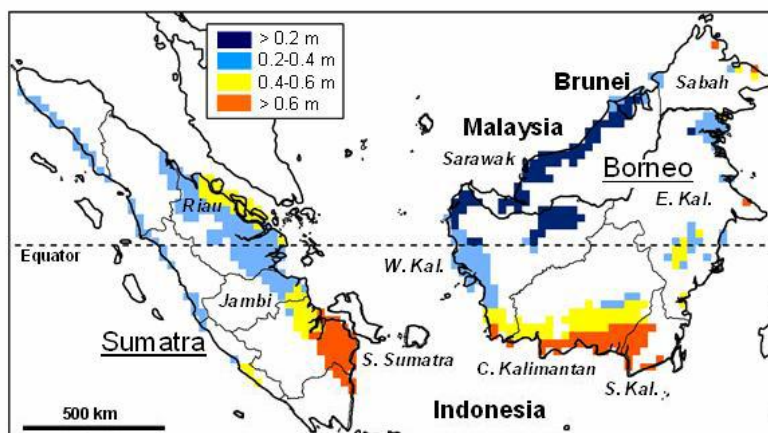 > 0.2 m
0.2-0.4 m
0.4-0.6 m
> 0.6 m
Brunei
Sabah
Malaysia
Sarawak
Borneo
Riau
E. Kal.
Equator
W. Kal.
Jambi
Sumatra
S. Sumatra
C. Kalimantan
S. Kal.
500 km
Indonesia